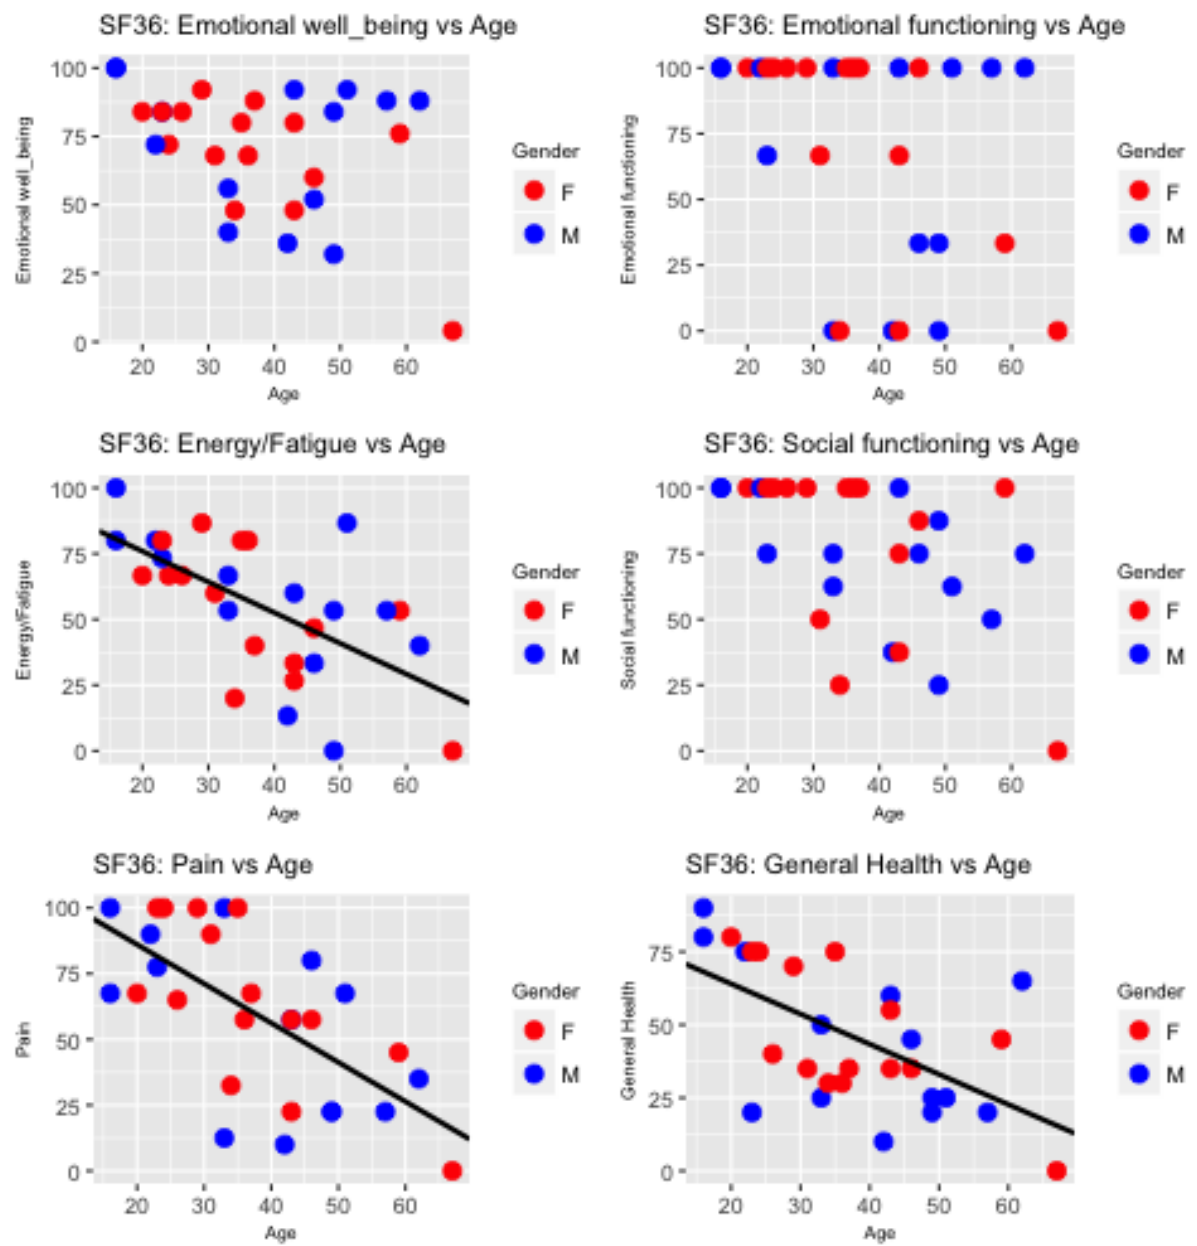 SF36: Emotional well_being vs Age
100
75
50
25
0
Emotional well_being
20 30 40 50 60
Age
Gender
F
M
SF36: Emotional functioning vs Age
100
75
50
25
0
Emotional functioning
20 30 40 50 60
Age
Gender
F
M
SF36: Energy/Fatigue vs Age
100
75
50
25
0
Energy/Fatigue
20 30 40 50 60
Age
Gender
F
M
SF36: Social functioning vs Age
100
75
50
25
0
Social functioning
20 30 40 50 60
Age
Gender
F
M
SF36: Pain vs Age
100
75
50
25
0
Pain
20 30 40 50 60
Age
Gender
F
M
SF36: General Health vs Age
75
50
25
0
General Health
20 30 40 50 60
Age
Gender
F
M